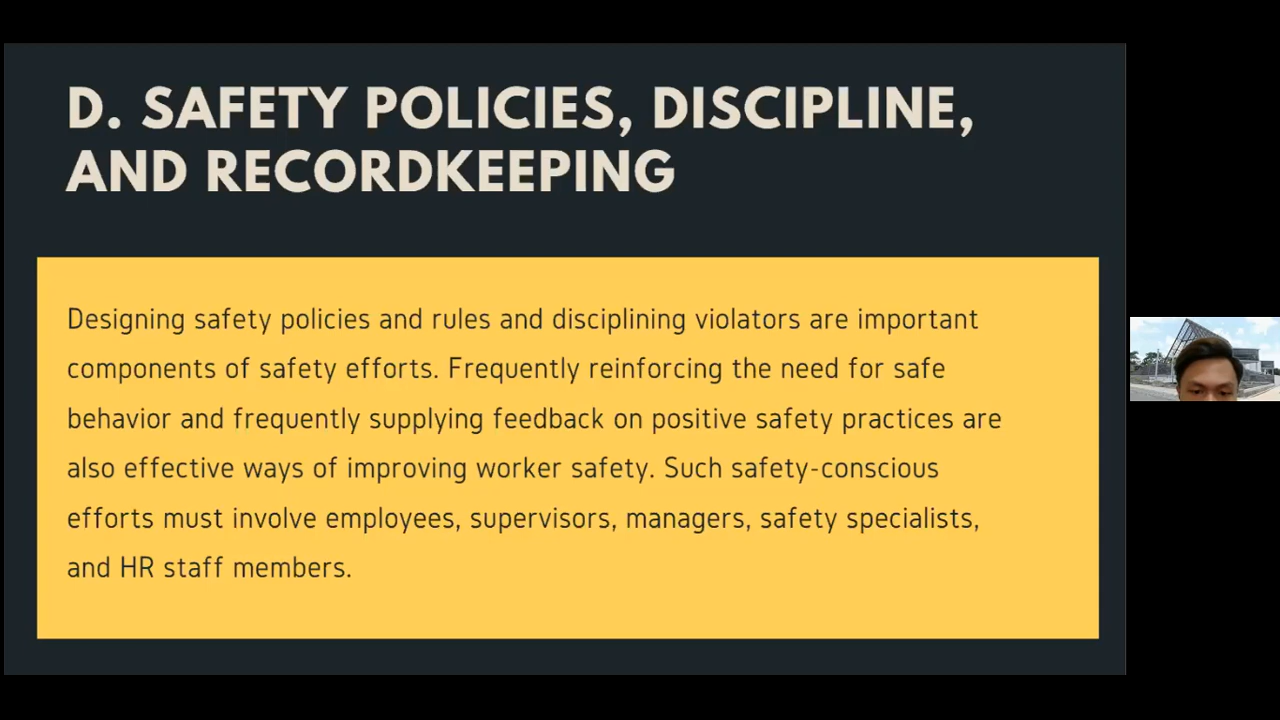 D. SAFETY POLICIES, DISCIPLINE,
AND RECORDKEEPING
Designing safety policies and rules and disciplining violators are important
components of safety efforts. Frequently reinforcing the need for safe
behavior and frequently supplying feedback on positive safety practices are
also effective ways of improving worker safety. Such safety-conscious
efforts must involve employees, supervisors, managers, safety specialists,
and HR staff members.